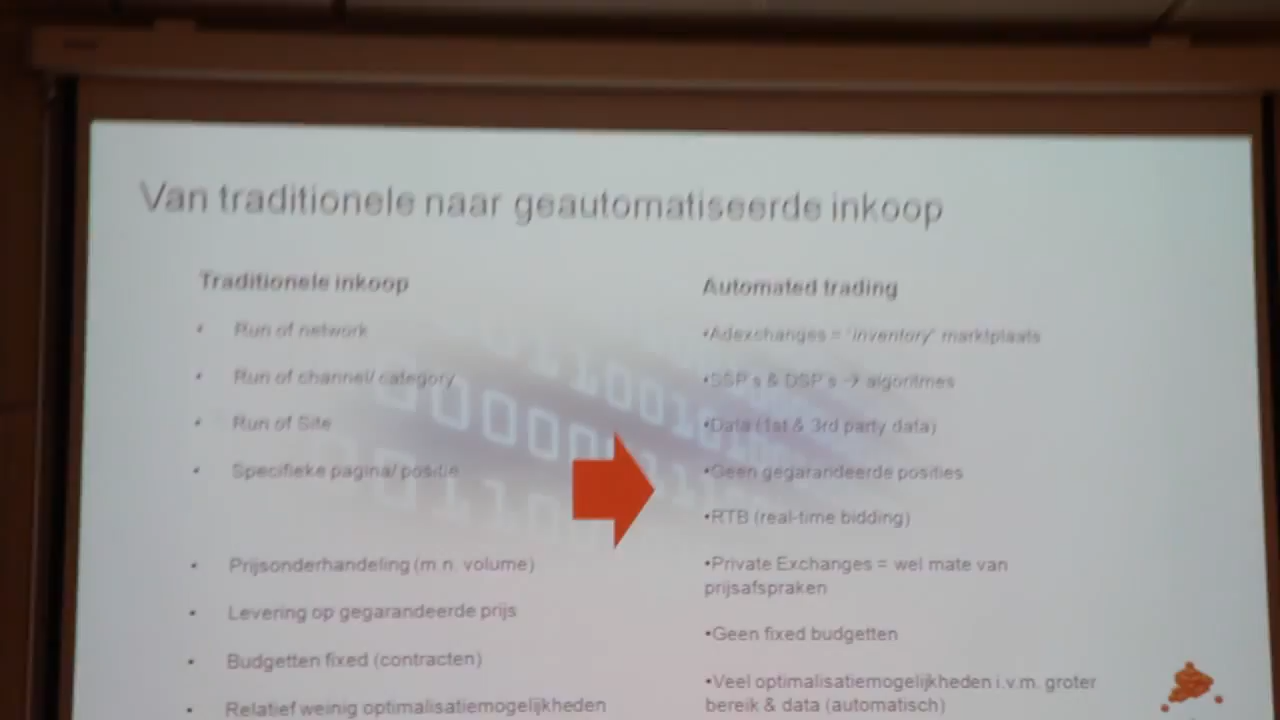 Van traditionele naar geautomatiseerde inkoop
Traditionele inkoop
• Run of network
• Run of channel/ category
• Run of Site
• Specifieke pagina/ positie
• Prijsonderhandeling (m.n. volume)
• Levering op gegarandeerde prijs
• Budgetten fixed (contracten)
• Relatief weinig optimalisatiemogelijkheden
Automated trading
•Adexchanges = 'inventory' marktplaats
•SSP's & DSP's → algoritmes
•Data (1st & 3rd party data)
•Geen gegarandeerde posities
•RTB (real-time bidding)
•Private Exchanges = wel mate van
prijsafspraken
•Geen fixed budgetten
•Veel optimalisatiemogelijkheden i.v.m. groter
bereik & data (automatisch)